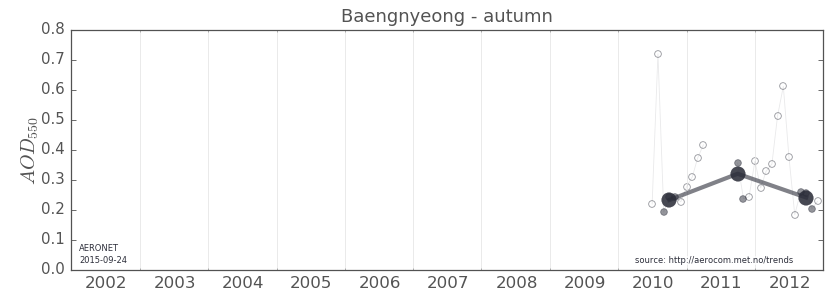 Baengnyeong - autumn
0.8
0.7
0.6
0.5
0.4
0.3
0.2
0.1
0.0
AOD550
AERONET
2015-09-24
source: http://aerocom.met.no/trends
2002 2003 2004 2005 2006 2007 2008 2009 2010 2011 2012